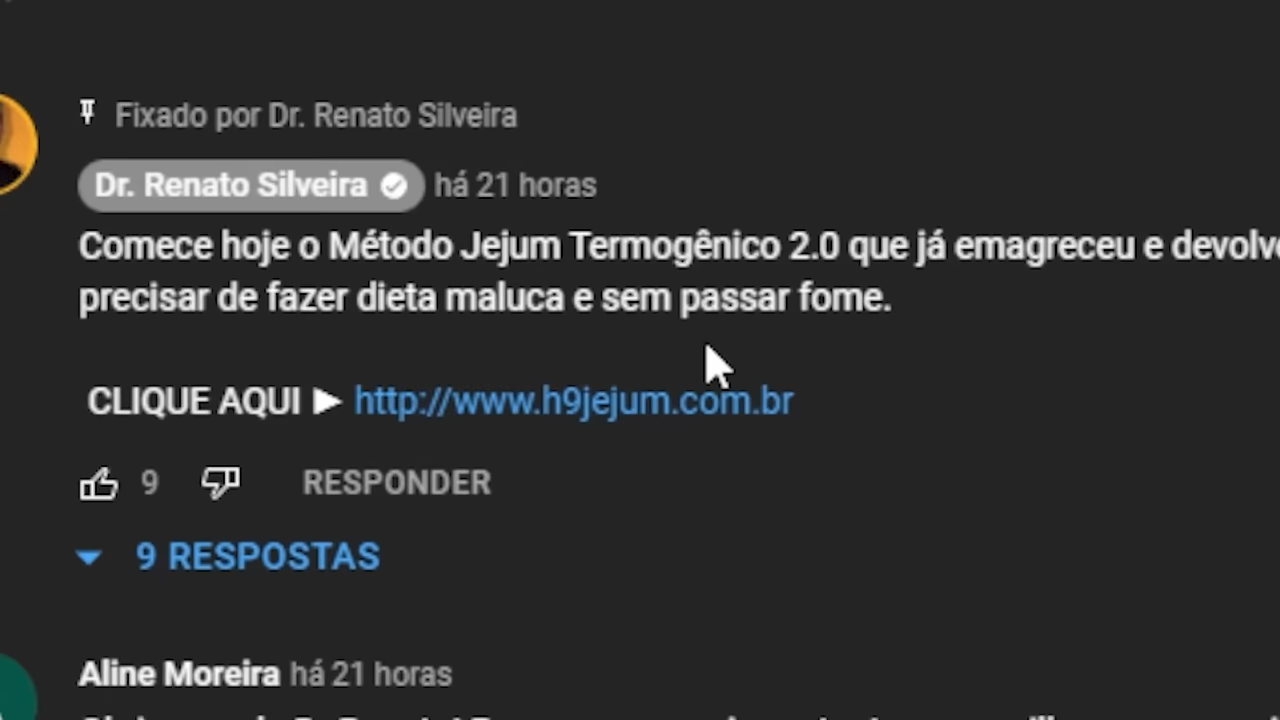 Fixado por Dr. Renato Silveira
Dr. Renato Silveira há 21 horas
Comece hoje o Método Jejum Termogênico 2.0 que já emagreceu e
precisar de fazer dieta maluca e sem passar fome.
CLIQUE AQUI ► http://www.h9jejum.com.br
9 RESPONDER
9 RESPOSTAS
Aline Moreira há 21 horas